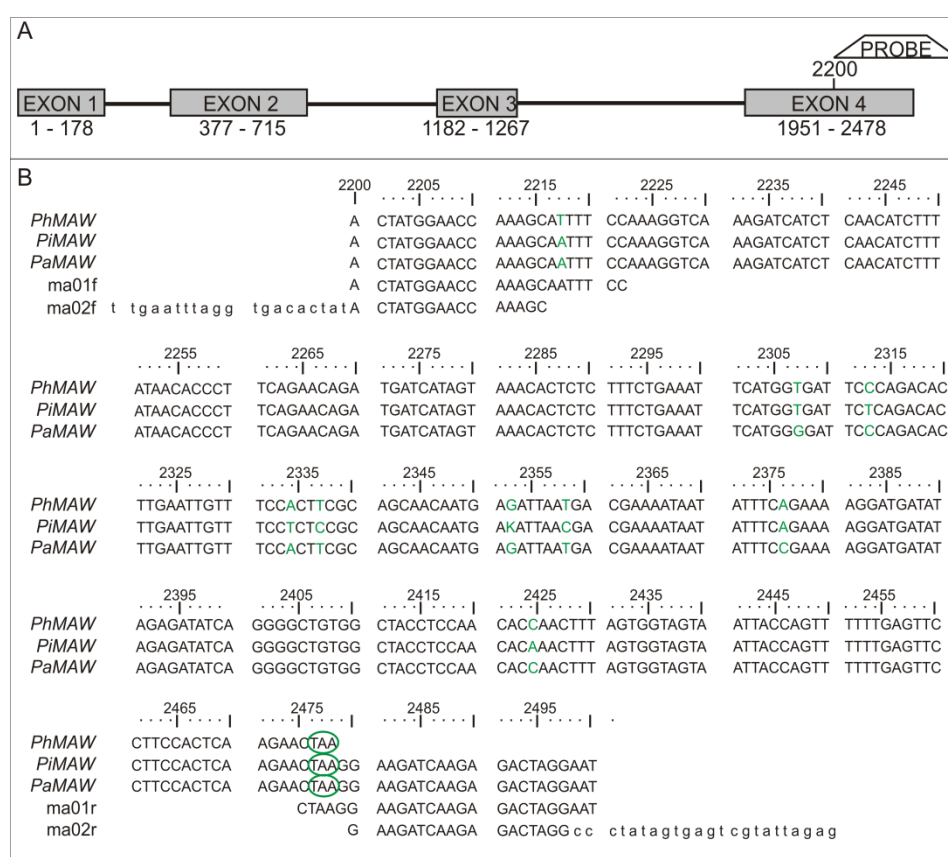 A
PROBE
2200
EXON 1 EXON 2 EXON 3 EXON 4
1 - 178 377 - 715 1182 - 1267 1951 - 2478
B
2200 2205 2215 2225 2235 2245
PhMAW A CTATGGAACC AAAGCATTTT CCAAAGGTCA AAGATCATCT CAACATCTTT
PiMAW A CTATGGAACC AAAGCAATTT CCAAAGGTCA AAGATCATCT CAACATCTTT
PaMAW A CTATGGAACC AAAGCAATTT CCAAAGGTCA AAGATCATCT CAACATCTTT
ma01f A CTATGGAACC AAAGCAATTT CC
ma02f t tgaatttagg tgacactatA CTATGGAACC AAAGC
2255 2265 2275 2285 2295 2305 2315
PhMAW ATAACACCCT TCAGAACAGA TGATCATAGT AAACACTCTC TTTCTGAAAT TCATGGTGAT TCCCAGACAC
PiMAW ATAACACCCT TCAGAACAGA TGATCATAGT AAACACTCTC TTTCTGAAAT TCATGGTGAT TCTCAGACAC
PaMAW ATAACACCCT TCAGAACAGA TGATCATAGT AAACACTCTC TTTCTGAAAT TCATGGGGAT TCCCAGACAC
2325 2335 2345 2355 2365 2375 2385
PhMAW TTGAATTGTT TCCACTTCGC AGCAACAATG AGATTAATGA CGAAAATAAT ATTTCAGAAA AGGATGATAT
PiMAW TTGAATTGTT TCCTCTCCGC AGCAACAATG AKATTAACGA CGAAAATAAT ATTTCAGAAA AGGATGATAT
PaMAW TTGAATTGTT TCCACTTCGC AGCAACAATG AGATTAATGA CGAAAATAAT ATTTCCGAAA AGGATGATAT
2395 2405 2415 2425 2435 2445 2455
PhMAW AGAGATATCA GGGGCTGTGG CTACCTCCAA CACCAACTTT AGTGGTAGTA ATTACCAGTT TTTTGAGTTC
PiMAW AGAGATATCA GGGGCTGTGG CTACCTCCAA CACAAACTTT AGTGGTAGTA ATTACCAGTT TTTTGAGTTC
PaMAW AGAGATATCA GGGGCTGTGG CTACCTCCAA CACCAACTTT AGTGGTAGTA ATTACCAGTT TTTTGAGTTC
2465 2475 2485 2495
PhMAW CTTCCACTCA AGAACTAA
PiMAW CTTCCACTCA AGAACTAAGG AAGATCAAGA GACTAGGAAT
PaMAW CTTCCACTCA AGAACTAAGG AAGATCAAGA GACTAGGAAT
ma01r CTAAGG AAGATCAAGA GACTAGGAAT
ma02r G AAGATCAAGA GACTAGGccc ctatagtgagtcgtattagag